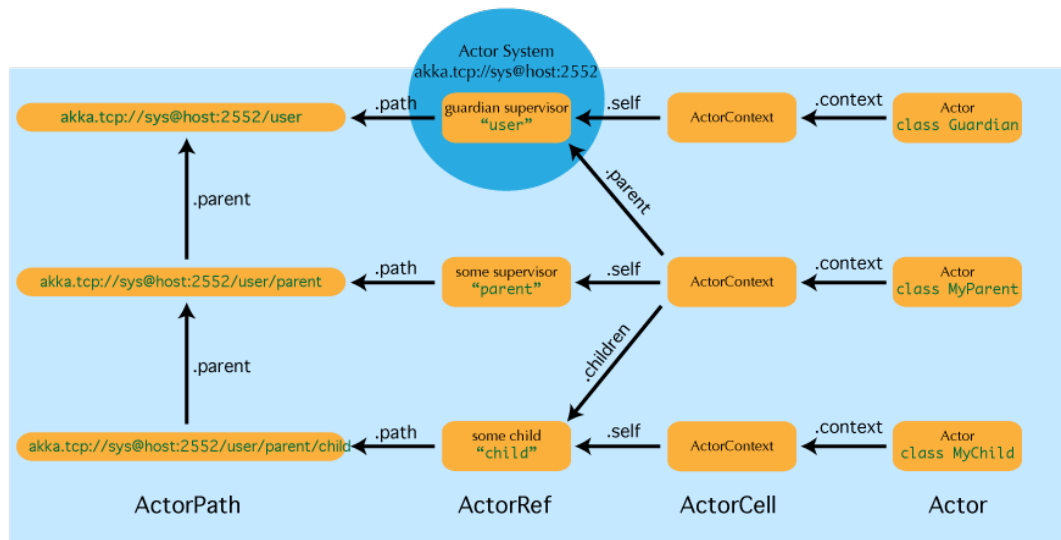 Actor System
akka.tcp://sys@host:2552
akka.tcp://sys@host:2552/user
.path
guardian supervisor
“user”
.self
ActorContext
.context
Actor
class Guardian
.parent
.parent
akka.tcp://sys@host:2552/user/parent
.path
some supervisor
“parent”
.self
ActorContext
.context
Actor
class MyParent
.parent
.children
akka.tcp://sys@host:2552/user/parent/child
.path
some child
“child”
.self
ActorContext
.context
Actor
class MyChild
ActorPath
ActorRef
ActorCell
Actor